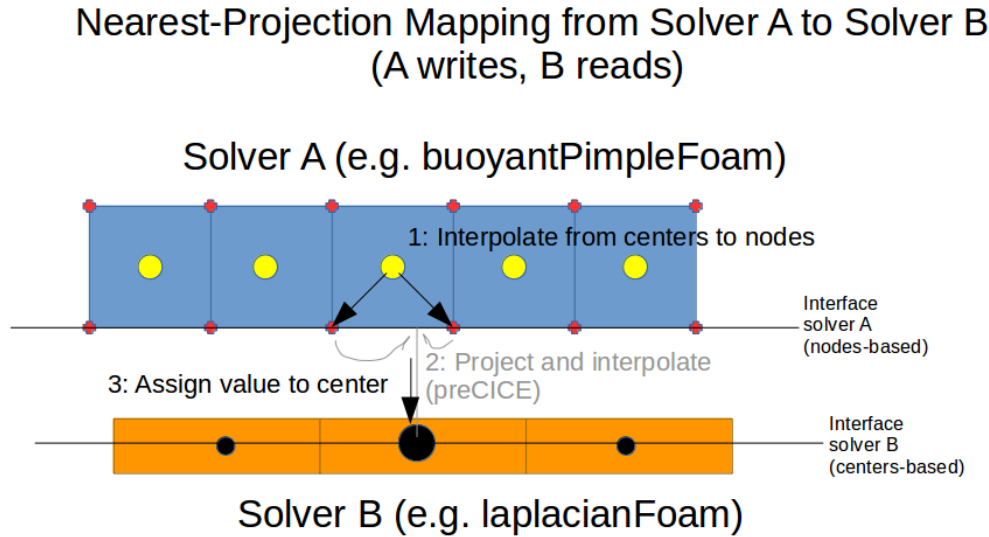 Nearest-Projection Mapping from Solver A to Solver B
(A writes, B reads)
Solver A (e.g. buoyantPimpleFoam)
1: Interpolate from centers to nodes
Interface
solver A
(nodes-based)
2: Project and interpolate
(preCICE)
3: Assign value to center
Interface
solver B
(centers-based)
Solver B (e.g. laplacianFoam)